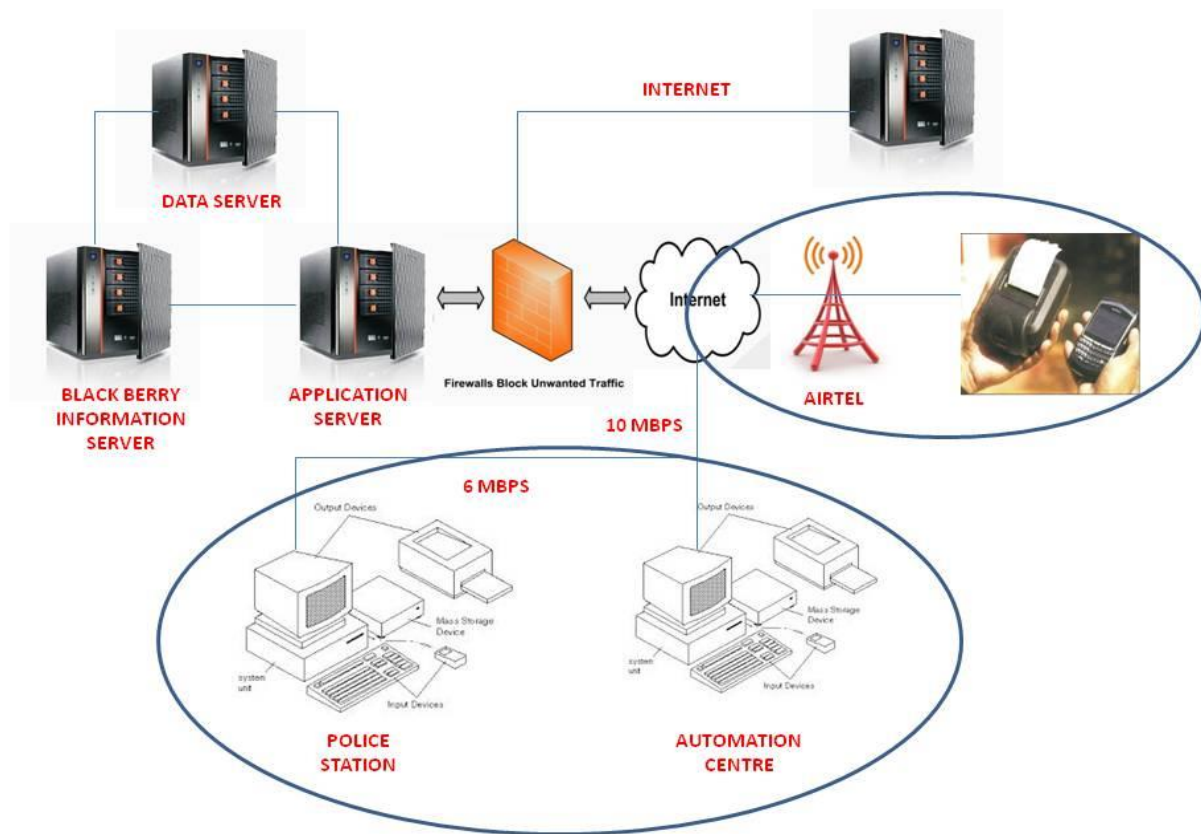 INTERNET
DATA SERVER
Internet
BLACK BERRY
INFORMATION
SERVER
APPLICATION
SERVER
Firewalls Block Unwanted Traffic
AIRTEL
10 MBPS
6 MBPS
Output Devices
Mass Storage
Device
system
unit
Input Devices
POLICE
STATION
Output Devices
Mass Storage
Device
system
unit
Input Devices
AUTOMATION
CENTRE